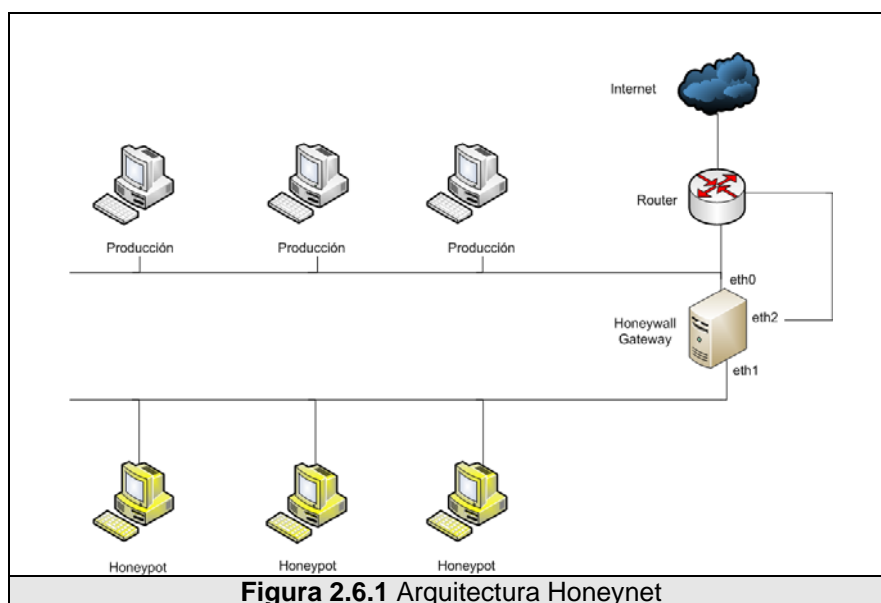 Internet
Router
Producción
Producción
Producción
eth0
Honeywall
Gateway
eth2
eth1
Honeypot
Honeypot
Honeypot
Figura 2.6.1 Arquitectura Honeynet